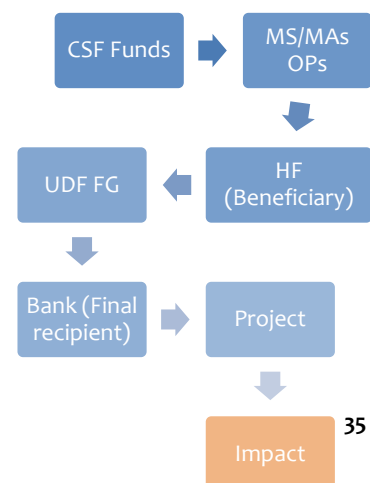 CSF Funds
MS/MAs
OPs
HF
(Beneficiary)
UDF FG
Bank (Final
recipient)
Project
Impact
35